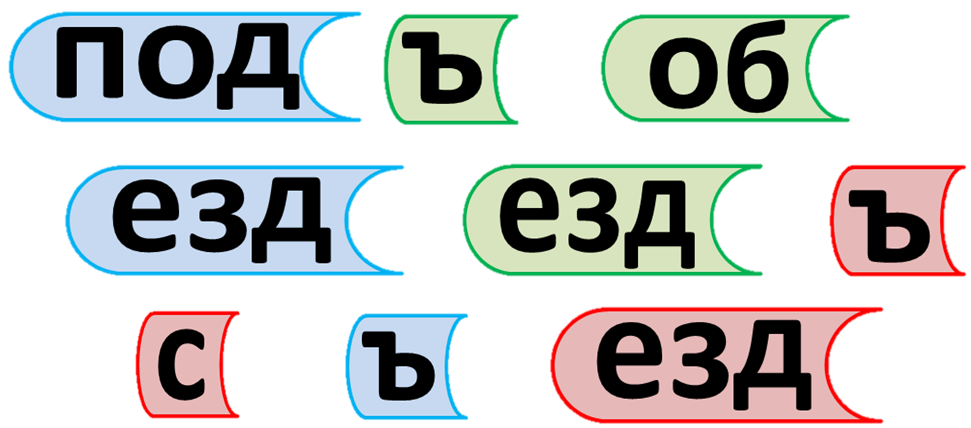 под ъ об
езд езд ъ
с ъ езд